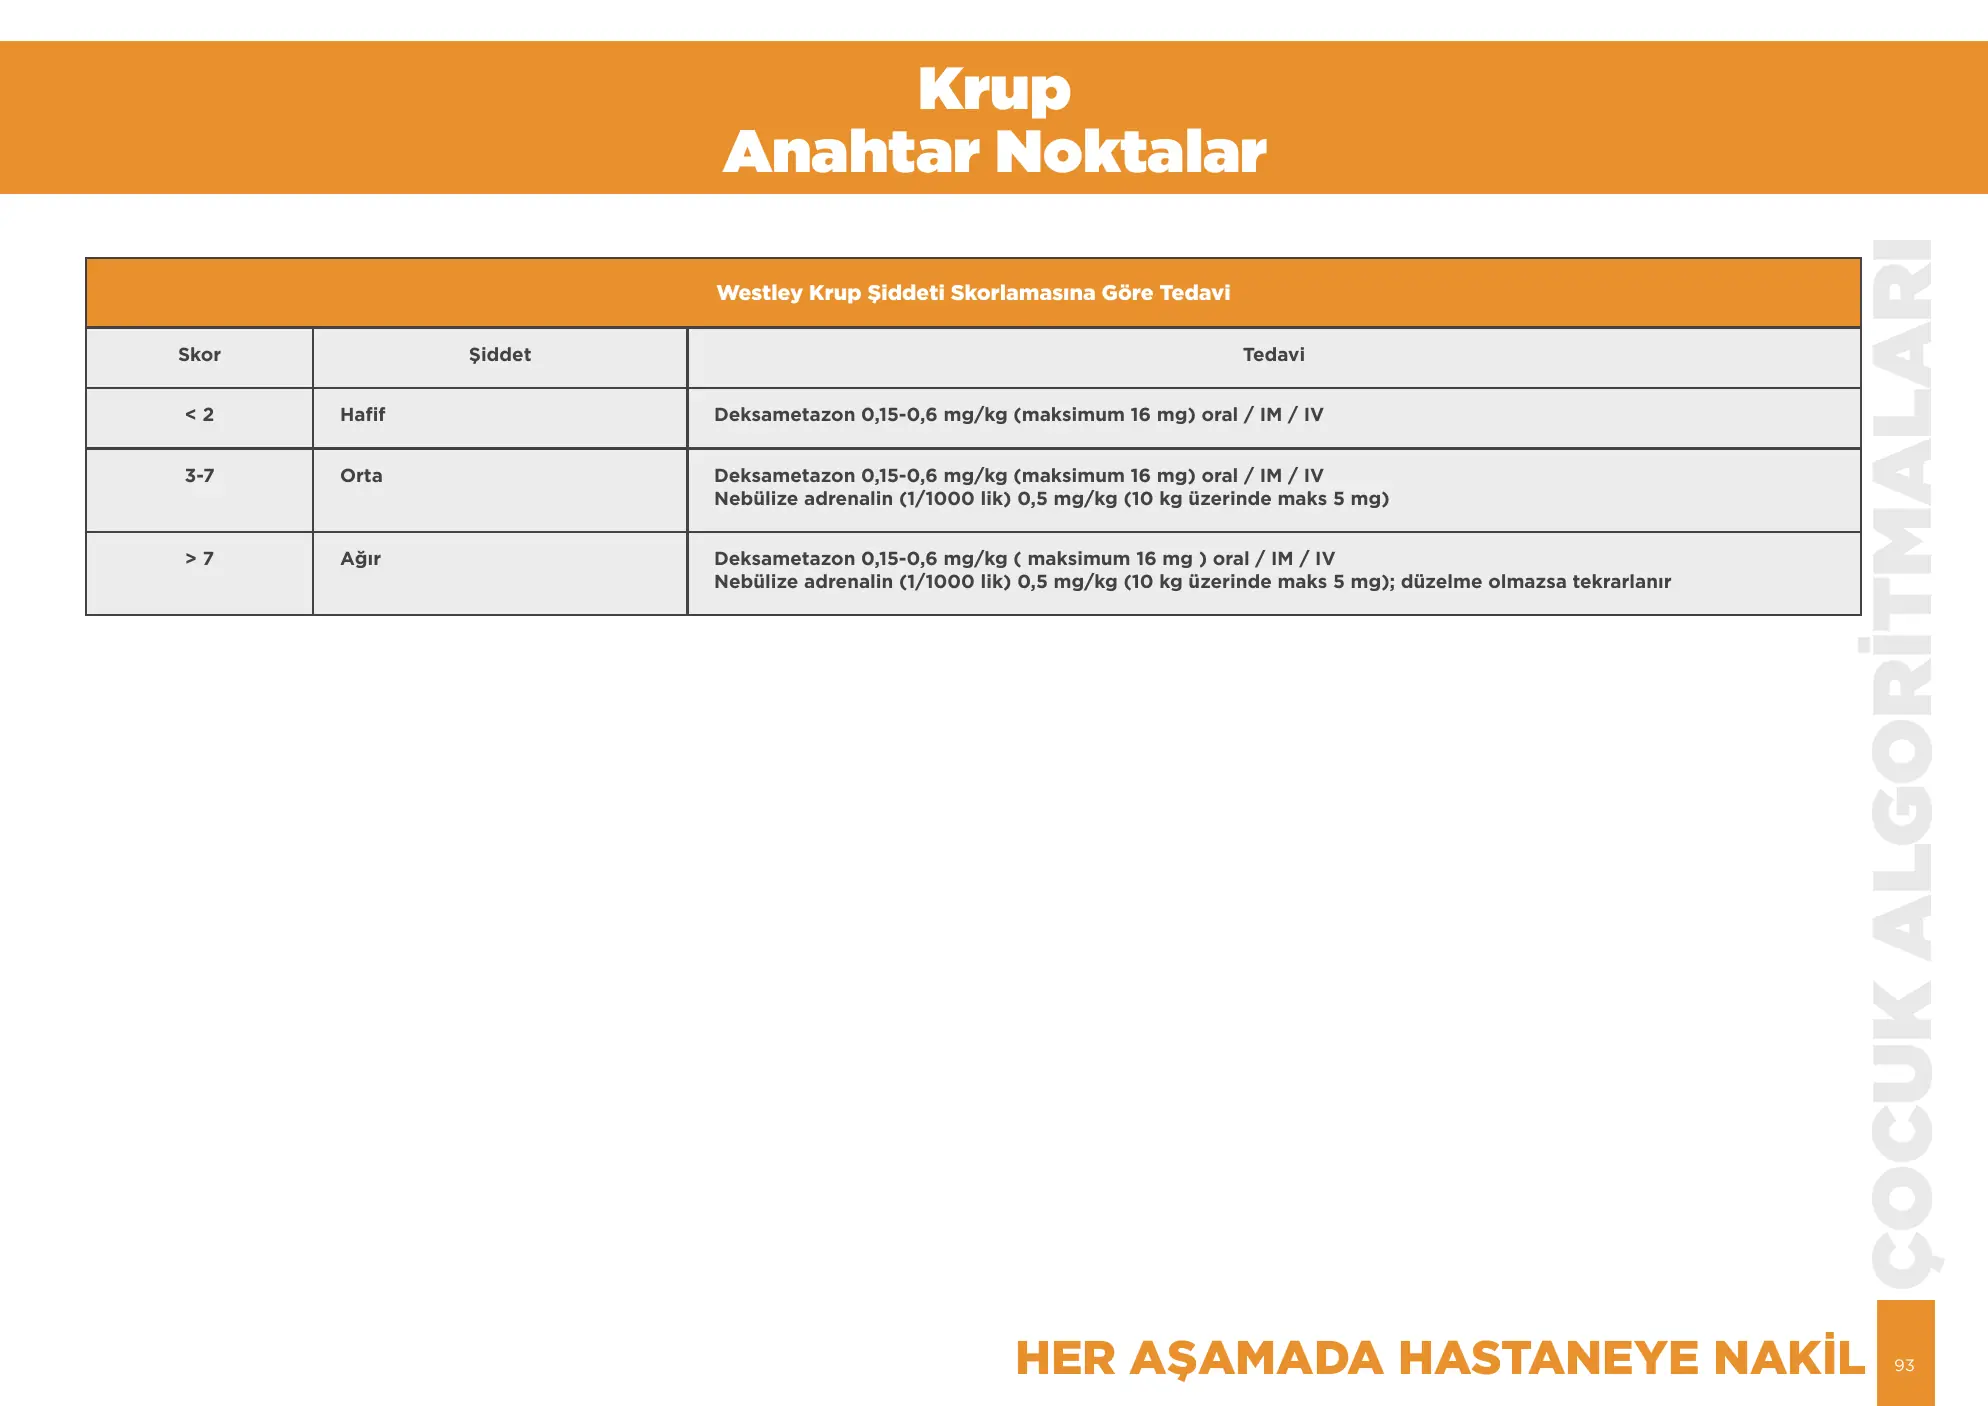 Krup
Anahtar Noktalar
Westley Krup Şiddeti Skorlamasına Göre Tedavi
Skor Şiddet Tedavi
< 2 Hafif Deksametazon 0,15-0,6 mg/kg (maksimum 16 mg) oral / IM / IV
3-7 Orta Deksametazon 0,15-0,6 mg/kg (maksimum 16 mg) oral / IM / IV
Nebülize adrenalin (1/1000 lik) 0,5 mg/kg (10 kg üzerinde maks 5 mg)
> 7 Ağır Deksametazon 0,15-0,6 mg/kg ( maksimum 16 mg ) oral / IM / IV
Nebülize adrenalin (1/1000 lik) 0,5 mg/kg (10 kg üzerinde maks 5 mg); düzelme olmazsa tekrarlanır
ÇOCUK ALGORİTMALARI
HER AŞAMADA HASTANEYE NAKİL
93